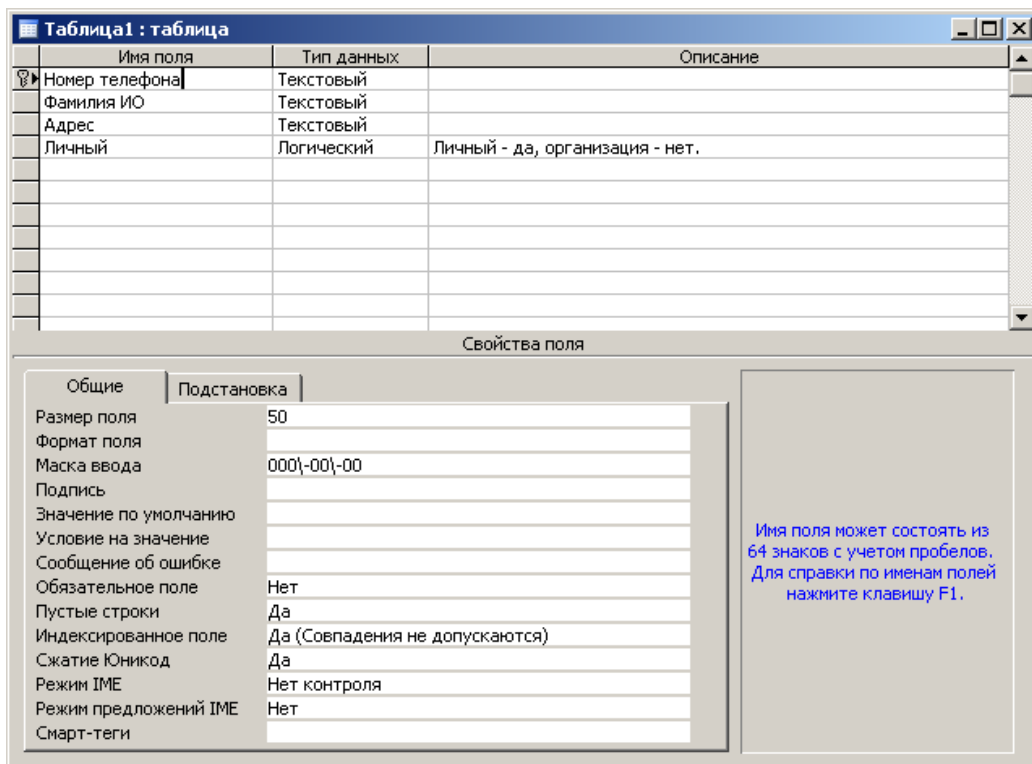 Таблица1 : таблица
Имя поля Тип данных Описание
Номер телефона Текстовый
Фамилия ИО Текстовый
Адрес Текстовый
Личный Логический Личный - да, организация - нет.
Свойства поля
Общие Подстановка
Размер поля 50
Формат поля
Маска ввода 000\-00\-00
Подпись
Значение по умолчанию
Условие на значение
Сообщение об ошибке
Обязательное поле Нет
Пустые строки Да
Индексированное поле Да (Совпадения не допускаются)
Сжатие Юникод Да
Режим IME Нет контроля
Режим предложений IME Нет
Смарт-теги
Имя поля может состоять из
64 знаков с учетом пробелов.
Для справки по именам полей
нажмите клавишу F1.